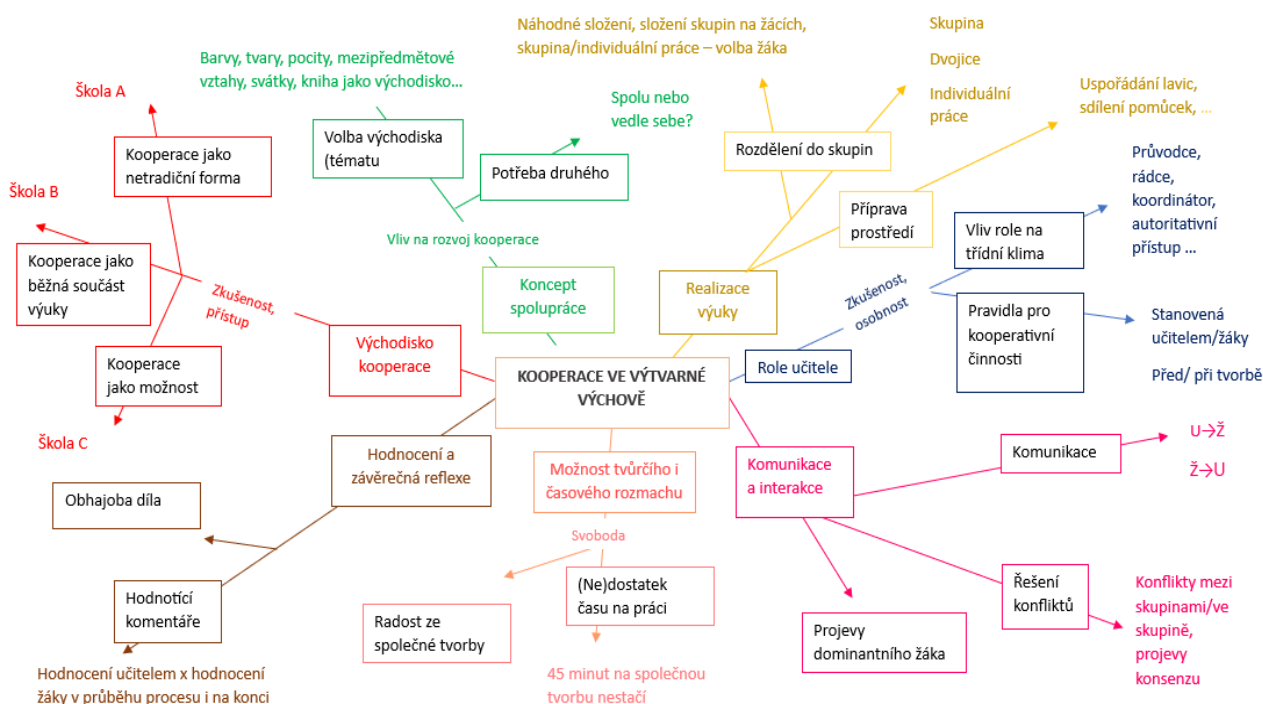 Náhodné složení, složení skupin na žácích,
skupina/individuální práce – volba žáka
Skupina
Dvojice
Individuální
práce
Barvy, tvary, pocity, mezipředmětové
vztahy, svátky, kniha jako východisko…
Uspořádání lavic,
sdílení pomůcek, …
Škola A
Spolu nebo
vedle sebe?
Volba východiska
(tématu
Rozdělení do skupin
Kooperace jako
netradiční forma
Potřeba druhého
Průvodce,
rádce,
koordinátor,
autoritativní
přístup …
Škola B
Příprava
prostředí
Vliv role na
třídní klima
Vliv na rozvoj kooperace
Kooperace jako
běžná součást
výuky
Zkušenost,
přístup
Koncept
spolupráce
Realizace
výuky
Zkušenost,
osobnost
Pravidla pro
kooperativní
činnosti
Stanovená
učitelem/žáky
Před/ při tvorbě
Kooperace
jako možnost
Východisko
kooperace
KOOPERACE VE VÝTVARNÉ
VÝCHOVĚ
Role učitele
Škola C
Hodnocení a
závěrečná reflexe
Možnost tvůrčího i
časového rozmachu
Komunikace
a interakce
Komunikace
U→Ž
Ž→U
Obhajoba díla
Svoboda
Hodnotící
komentáře
(Ne)dostatek
času na práci
Řešení
konfliktů
Konflikty mezi
skupinami/ve
skupině,
projevy
konsenzu
Radost ze
společné tvorby
Projevy
dominantního žáka
Hodnocení učitelem x hodnocení
žáky v průběhu procesu i na konci
45 minut na společnou
tvorbu nestačí